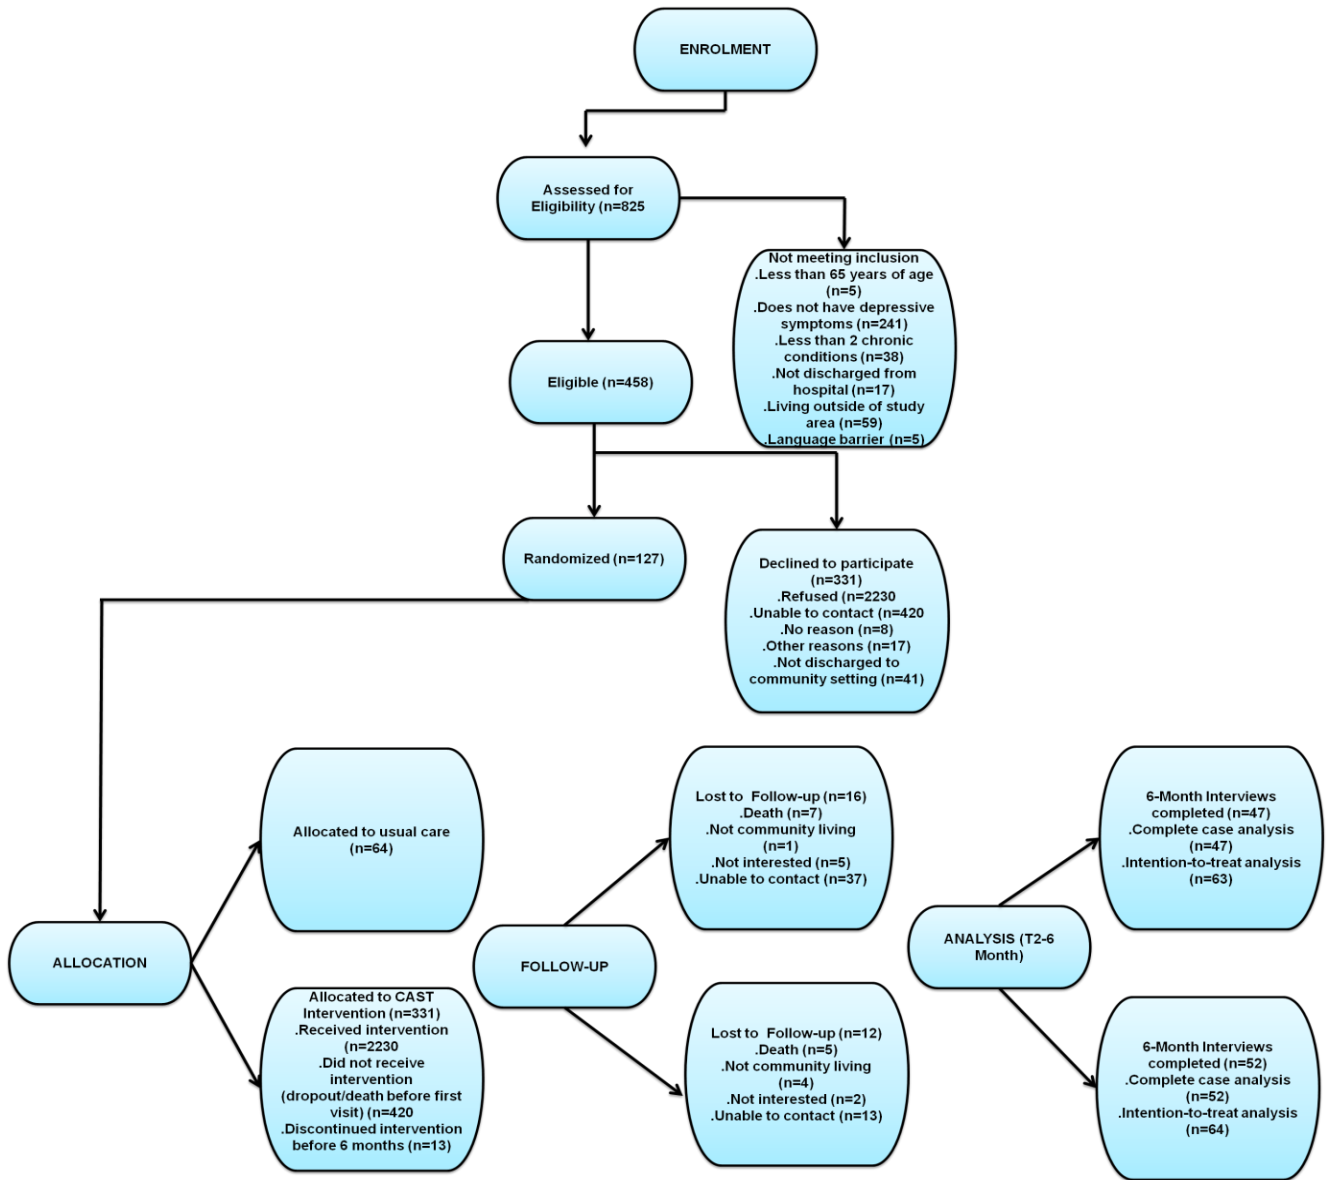 ENROLMENT
Assessed for
Eligibility (n=825
Not meeting inclusion
.Less than 65 years of age
(n=5)
.Does not have depressive
symptoms (n=241)
.Less than 2 chronic
conditions (n=38)
.Not discharged from
hospital (n=17)
.Living outside of study
area (n=59)
.Language barrier (n=5)
Eligible (n=458)
Randomized (n=127)
Declined to participate
(n=331)
.Refused (n=2230
.Unable to contact (n=420
.No reason (n=8)
.Other reasons (n=17)
.Not discharged to
community setting (n=41)
ALLOCATION
Allocated to usual care
(n=64)
Allocated to CAST
Intervention (n=331)
.Received intervention
(n=2230
.Did not receive
intervention
(dropout/death before first
visit) (n=420
.Discontinued intervention
before 6 months (n=13)
FOLLOW-UP
Lost to Follow-up (n=16)
.Death (n=7)
.Not community living
(n=1)
.Not interested (n=5)
.Unable to contact (n=37)
Lost to Follow-up (n=12)
.Death (n=5)
.Not community living
(n=4)
.Not interested (n=2)
.Unable to contact (n=13)
ANALYSIS (T2-6
Month)
6-Month Interviews
completed (n=47)
.Complete case analysis
(n=47)
.Intention-to-treat analysis
(n=63)
6-Month Interviews
completed (n=52)
.Complete case analysis
(n=52)
.Intention-to-treat analysis
(n=64)